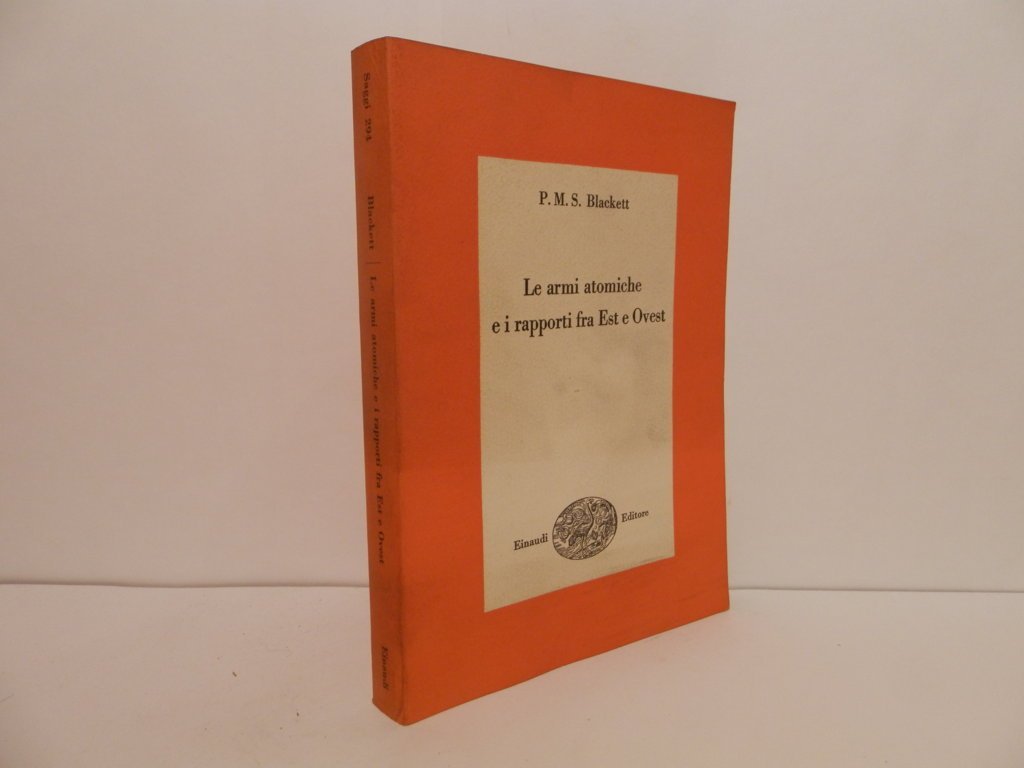 P. M. S. Blackett
Le armi atomiche
e i rapporti fra Est e Ovest
Einaudi Editore
Saggi 294
Blackett | Le armi atomiche e i rapporti fra Est e Ovest
Einaudi